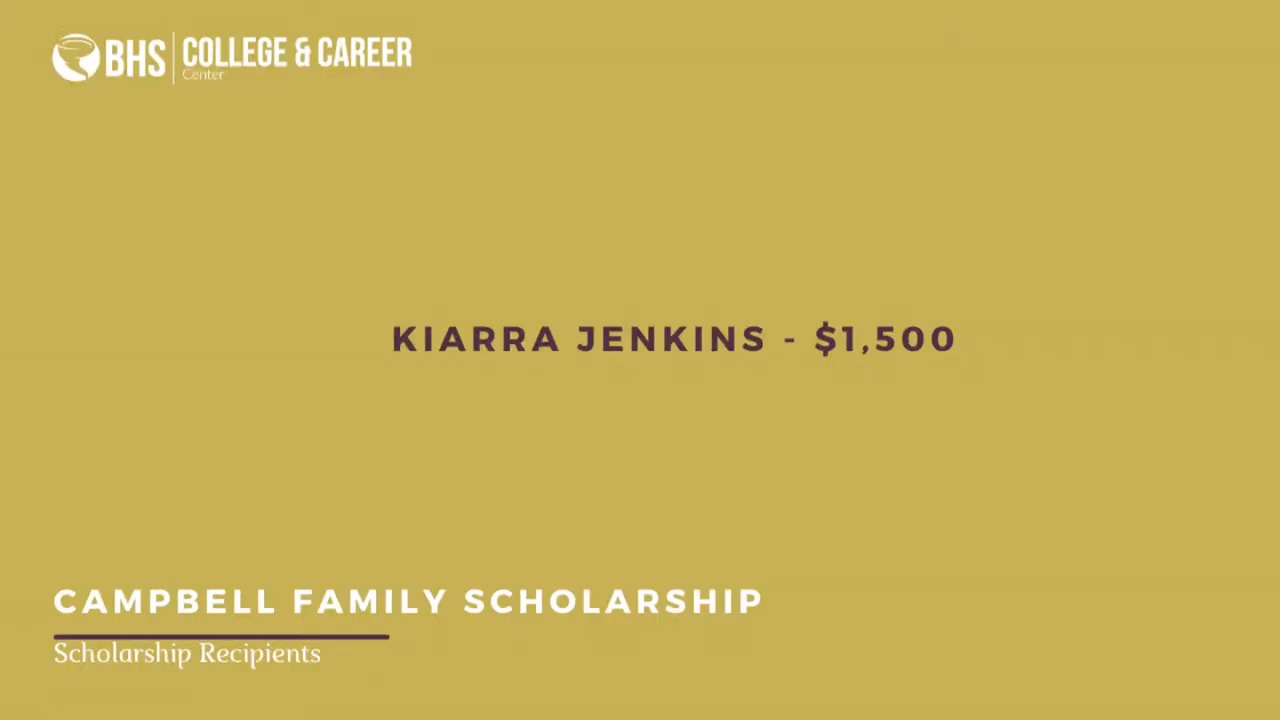 BHS COLLEGE & CAREER
Center
KIARRA JENKINS - $1,500
CAMPBELL FAMILY SCHOLARSHIP
Scholarship Recipients